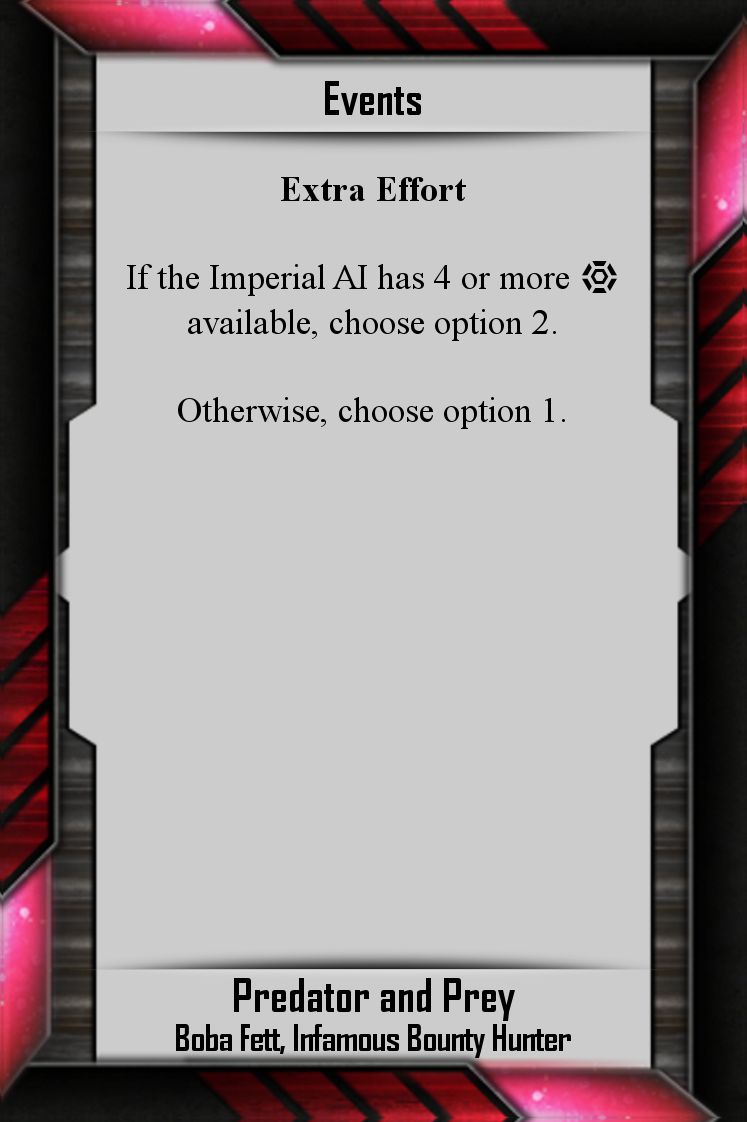 Events
Extra Effort
If the Imperial AI has 4 or more
available, choose option 2.
Otherwise, choose option 1.
Predator and Prey
Boba Fett, Infamous Bounty Hunter